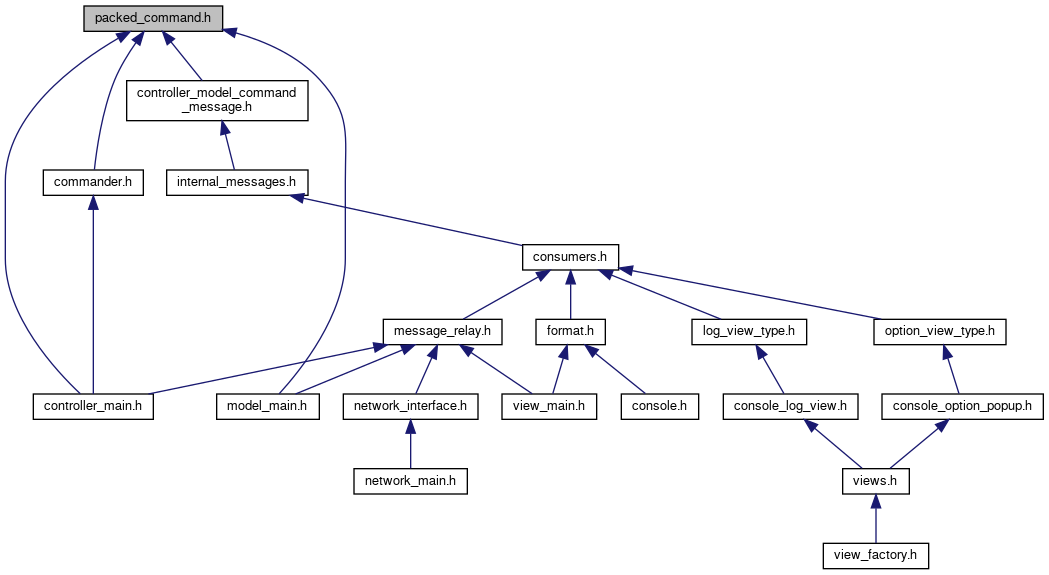 packed_command.h
controller_model_command
_message.h
commander.h
internal_messages.h
consumers.h
message_relay.h
format.h
log_view_type.h
option_view_type.h
controller_main.h
model_main.h
network_interface.h
view_main.h
console.h
console_log_view.h
console_option_popup.h
network_main.h
views.h
view_factory.h